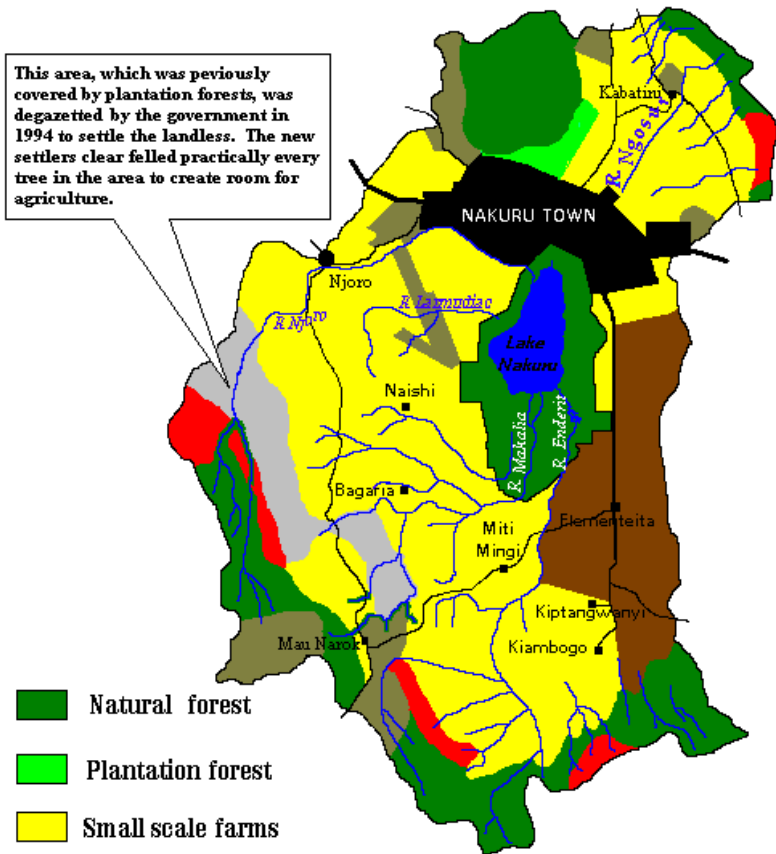 This area, which was peviously
covered by plantation forests, was
degazetted by the government in
1994 to settle the landless. The new
settlers clear felled practically every
tree in the area to create room for
agriculture.
Kabatini
R. Ngosur
NAKURU TOWN
Njoro
R. Njoro
R. Larmudiac
Lake
Nakuru
Naishi
R. Makalia
R. Enderit
Bagaria
Elementeita
Miti
Mingi
Kiptangwanyi
Mau Narok
Kiambogo
Natural forest
Plantation forest
Small scale farms